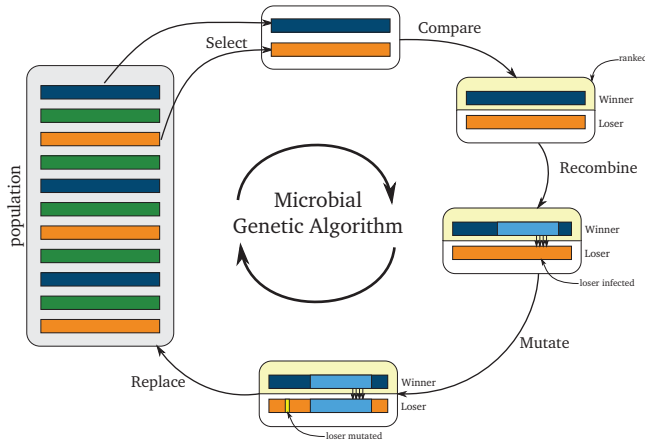 Select
Compare
ranked
Winner
Loser
Recombine
population
Microbial
Genetic Algorithm
Winner
Loser
loser infected
Mutate
Replace
Winner
Loser
loser mutated